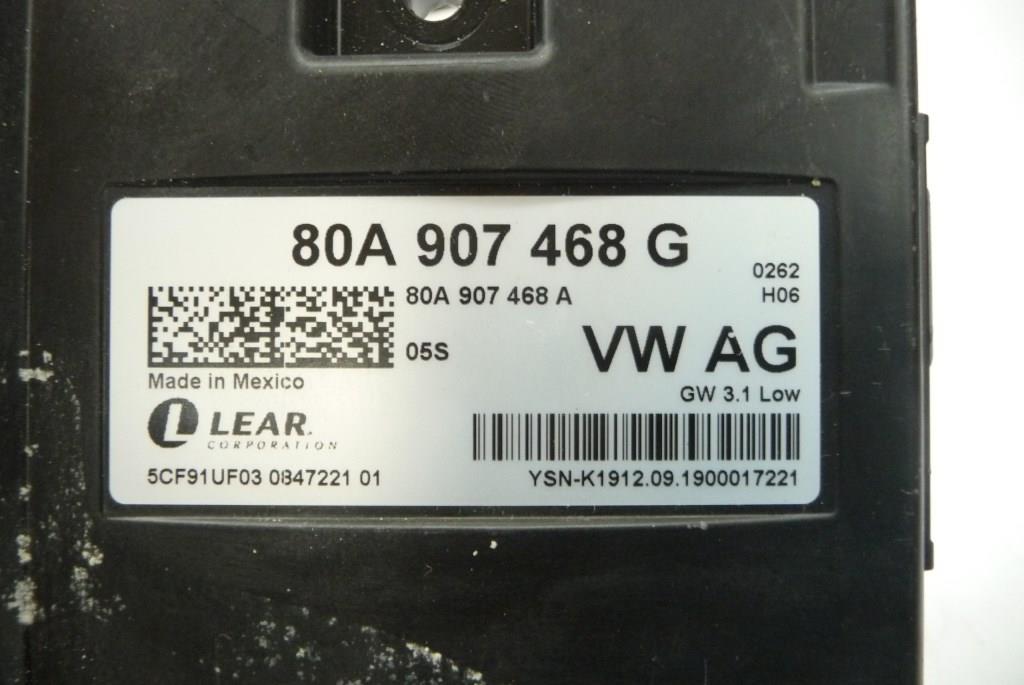 80A 907 468 G
0262
80A 907 468 A
H06
05S
VW AG
Made in Mexico
GW 3.1 Low
LEAR.
CORPORATION
5CF91UF03 0847221 01
YSN-K1912.09.1900017221